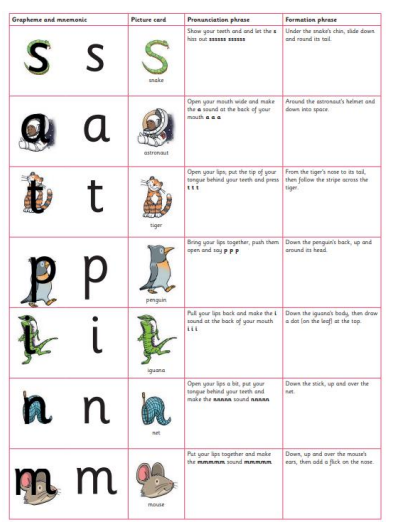 Grapheme and mnemonic Picture card Pronunciation phrase Formation phrase
s s
snake
Show your teeth and and let the s
hiss out ssssss ssssss
Under the snake's chin, slide down
and round its tail.
a a
astronaut
Open your mouth wide and make
the a sound at the back of your
mouth a a a
Around the astronaut's helmet and
down into space.
t t
tiger
Open your lips; put the tip of your
tongue behind your teeth and press
t t t
From the tiger's nose to its tail,
then follow the stripe across the
tiger.
p p
penguin
Bring your lips together, push them
open and say p p p
Down the penguin's back, up and
around its head.
i i
iguana
Pull your lips back and make the i
sound at the back of your mouth
i i i
Down the iguana's body, then draw
a dot (on the leaf) at the top.
n n
net
Open your lips a bit, put your
tongue behind your teeth and
make the nnnnn sound nnnnn
Down the stick, up and over the
net.
m m
mouse
Put your lips together and make
the mmmmm sound mmmmm
Down, up and over the mouse's
ears, then add a flick on the nose.